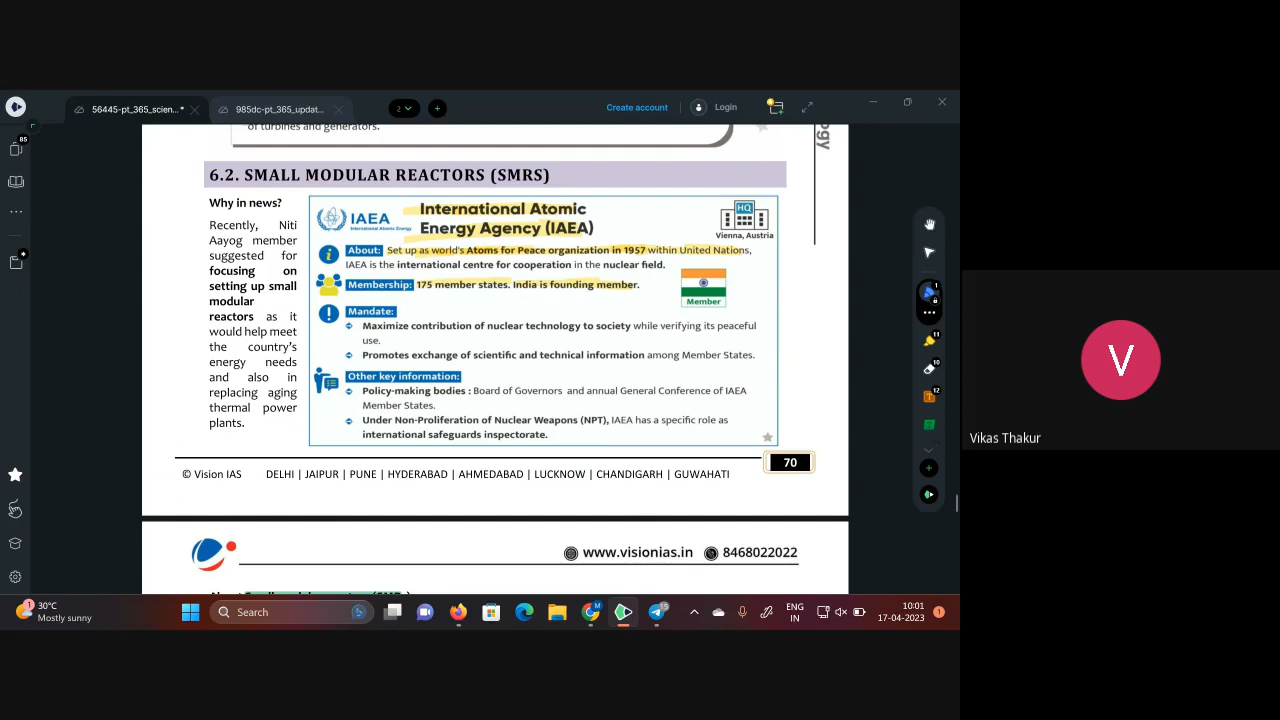 56445-pt_365_scien...*
985dc-pt_365_updat...
2
Create account
Login
85
of turbines and generators.
ogy
6.2. SMALL MODULAR REACTORS (SMRS)
Why in news?
Recently, Niti
Aayog member
suggested for
focusing on
setting up small
modular
reactors as it
would help meet
the country's
energy needs
and also in
replacing aging
thermal power
plants.
IAEA
International Atomic Energy Agency
International Atomic
Energy Agency (IAEA)
HQ
Vienna, Austria
About: Set up as world's Atoms for Peace organization in 1957 within United Nations,
IAEA is the international centre for cooperation in the nuclear field.
Membership: 175 member states. India is founding member.
Member
Mandate:
Maximize contribution of nuclear technology to society while verifying its peaceful
use.
Promotes exchange of scientific and technical information among Member States.
Other key information:
Policy-making bodies : Board of Governors and annual General Conference of IAEA
Member States.
Under Non-Proliferation of Nuclear Weapons (NPT), IAEA has a specific role as
international safeguards inspectorate.
70
© Vision IAS DELHI | JAIPUR | PUNE | HYDERABAD | AHMEDABAD | LUCKNOW | CHANDIGARH | GUWAHATI
www.visionias.in 8468022022
1
11
10
12
V
Vikas Thakur
30°C
Mostly sunny
Search
ENG
IN
10:01
17-04-2023